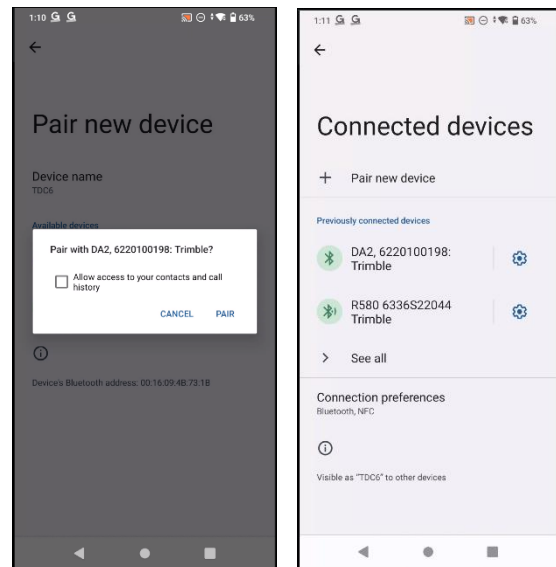 1:10 G G 63%
Pair new device
Device name
TDC6
Available devices
Pair with DA2, 6220100198: Trimble?
Allow access to your contacts and call
history
CANCEL PAIR
Device's Bluetooth address: 00:16:09:4B:73:1B
1:11 G G 63%
Connected devices
Pair new device
Previously connected devices
DA2, 6220100198:
Trimble
R580 6336S22044
Trimble
See all
Connection preferences
Bluetooth, NFC
Visible as "TDC6" to other devices